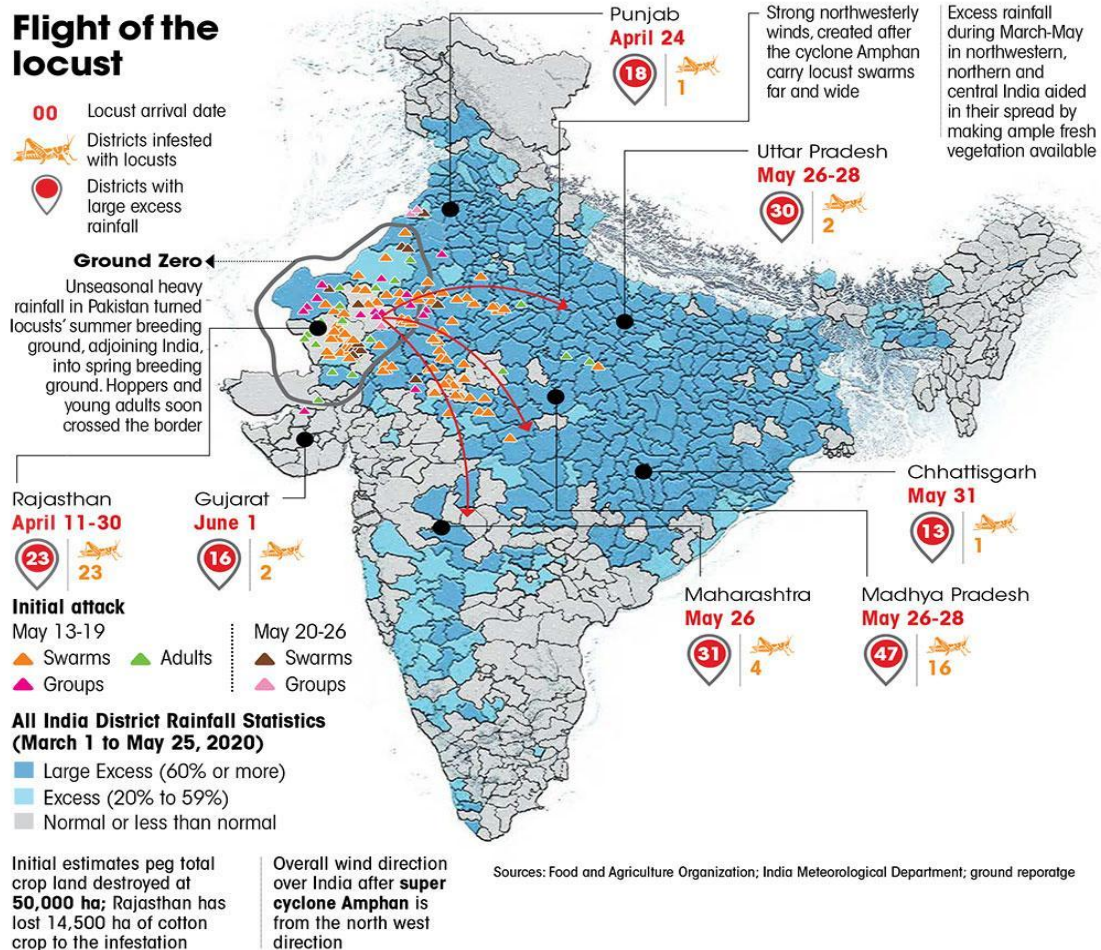 Flight of the
locust
00 Locust arrival date
Districts infested
with locusts
Districts with
large excess
rainfall
Ground Zero
Unseasonal heavy
rainfall in Pakistan turned
locusts' summer breeding
ground, adjoining India,
into spring breeding
ground. Hoppers and
young adults soon
crossed the border
Punjab
April 24
18
1
Strong northwesterly
winds, created after
the cyclone Amphan
carry locust swarms
far and wide
Excess rainfall
during March-May
in northwestern,
northern and
central India aided
in their spread by
making ample fresh
vegetation available
Uttar Pradesh
May 26-28
30
2
Rajasthan
April 11-30
23
23
Gujarat
June 1
16
2
Chhattisgarh
May 31
13
1
Maharashtra
May 26
31
4
Madhya Pradesh
May 26-28
47
16
Initial attack
May 13-19
Swarms
Adults
Groups
May 20-26
Swarms
Groups
All India District Rainfall Statistics
(March 1 to May 25, 2020)
Large Excess (60% or more)
Excess (20% to 59%)
Normal or less than normal
Initial estimates peg total
crop land destroyed at
50,000 ha; Rajasthan has
lost 14,500 ha of cotton
crop to the infestation
Overall wind direction
over India after super
cyclone Amphan is
from the north west
direction
Sources: Food and Agriculture Organization; India Meteorological Department; ground reporatge